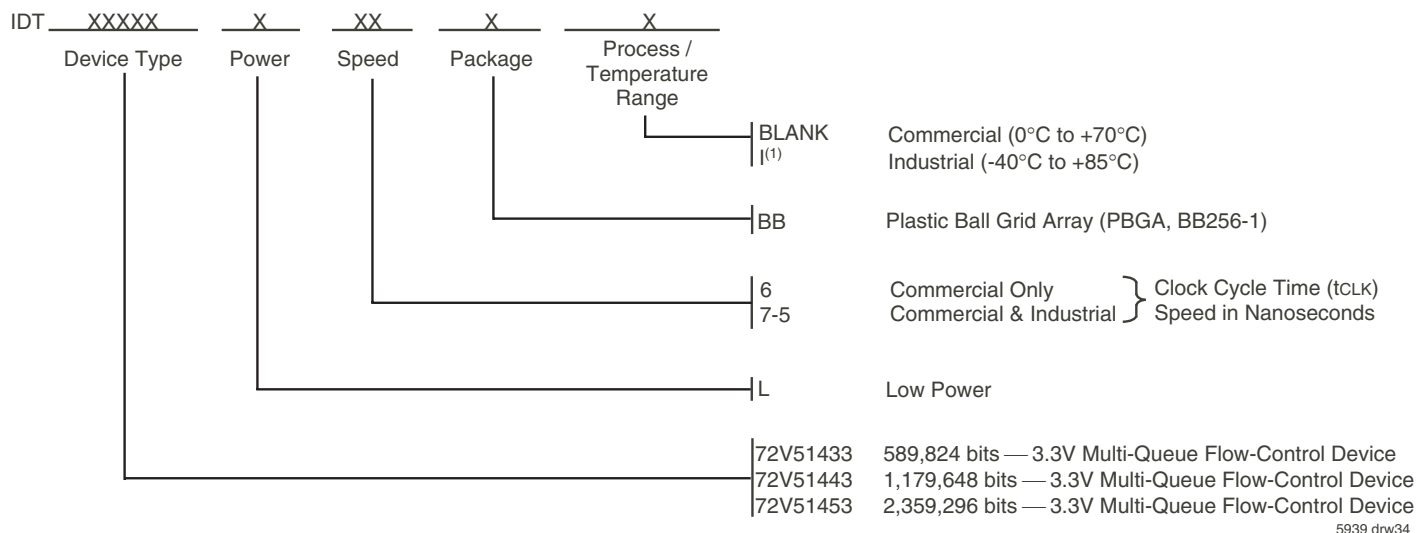 IDT XXXXX X XX X X
Device Type Power Speed Package Process /
Temperature
Range
BLANK Commercial (0°C to +70°C)
I(1) Industrial (-40°C to +85°C)
BB Plastic Ball Grid Array (PBGA, BB256-1)
6 Commercial Only Clock Cycle Time (tCLK)
7-5 Commercial & Industrial Speed in Nanoseconds
L Low Power
72V51433 589,824 bits — 3.3V Multi-Queue Flow-Control Device
72V51443 1,179,648 bits — 3.3V Multi-Queue Flow-Control Device
72V51453 2,359,296 bits — 3.3V Multi-Queue Flow-Control Device
5939 drw34